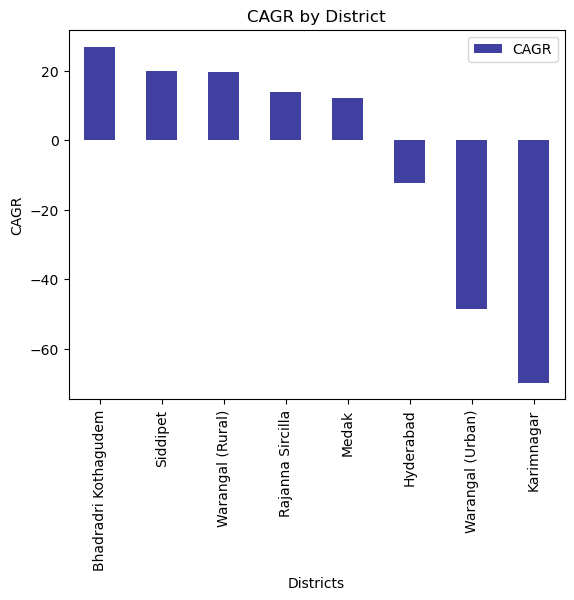 CAGR by District
CAGR
20
0
−20
−40
−60
CAGR
Bhadradri Kothagudem
Siddipet
Warangal (Rural)
Rajanna Sircilla
Medak
Hyderabad
Warangal (Urban)
Karimnagar
Districts